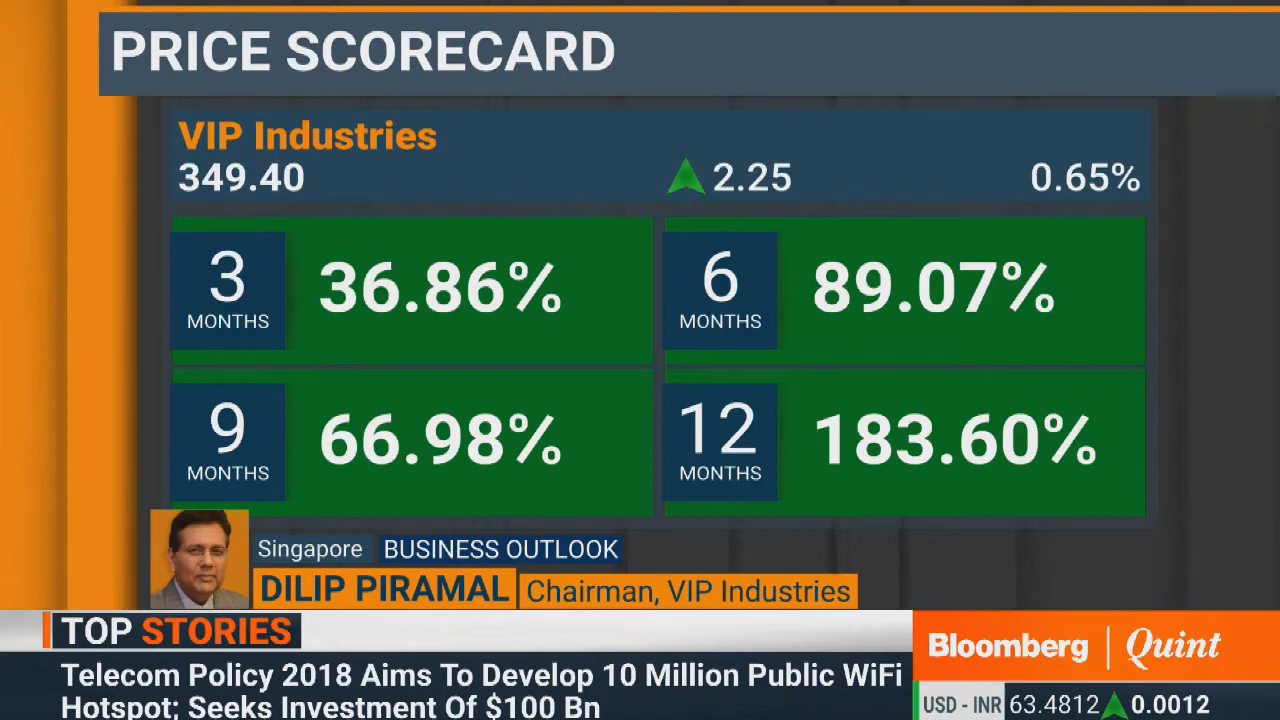 PRICE SCORECARD
VIP Industries
349.40 2.25 0.65%
3 MONTHS 36.86%
6 MONTHS 89.07%
9 MONTHS 66.98%
12 MONTHS 183.60%
Singapore BUSINESS OUTLOOK
DILIP PIRAMAL Chairman, VIP Industries
TOP STORIES
Telecom Policy 2018 Aims To Develop 10 Million Public WiFi
Hotspot; Seeks Investment Of $100 Bn
Bloomberg | Quint
USD - INR 63.4812 0.0012